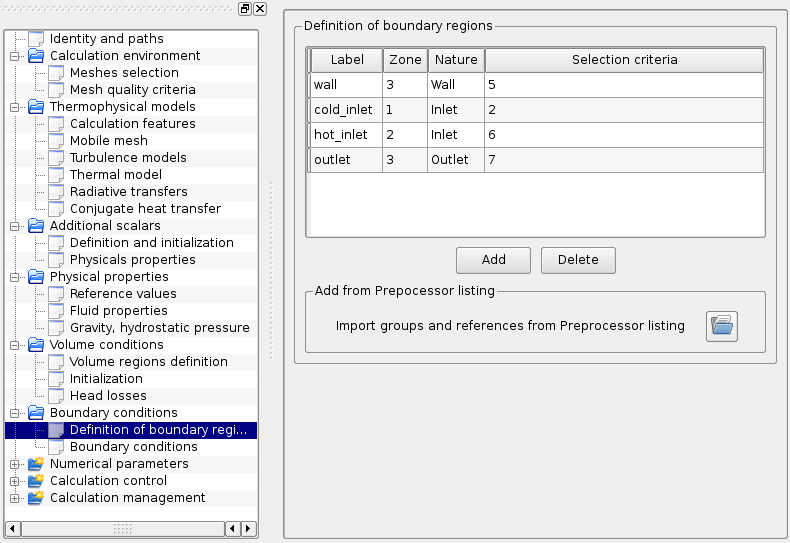 Identity and paths
Calculation environment
Meshes selection
Mesh quality criteria
Thermophysical models
Calculation features
Mobile mesh
Turbulence models
Thermal model
Radiative transfers
Conjugate heat transfer
Additional scalars
Definition and initialization
Physicals properties
Physical properties
Reference values
Fluid properties
Gravity, hydrostatic pressure
Volume conditions
Volume regions definition
Initialization
Head losses
Boundary conditions
Definition of boundary regi...
Boundary conditions
Numerical parameters
Calculation control
Calculation management
Definition of boundary regions
Label Zone Nature Selection criteria
wall 3 Wall 5
cold_inlet 1 Inlet 2
hot_inlet 2 Inlet 6
outlet 3 Outlet 7
Add Delete
Add from Prepocessor listing
Import groups and references from Preprocessor listing